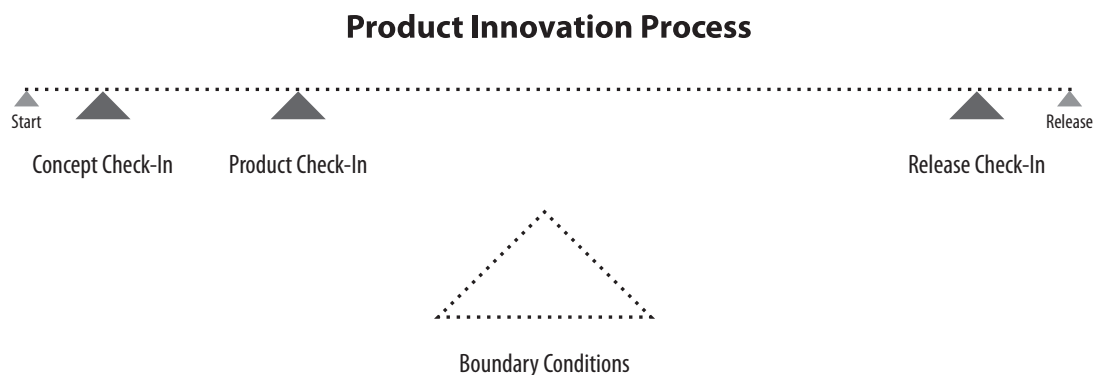 Product Innovation Process
Start
Release
Concept Check-In
Product Check-In
Release Check-In
Boundary Conditions